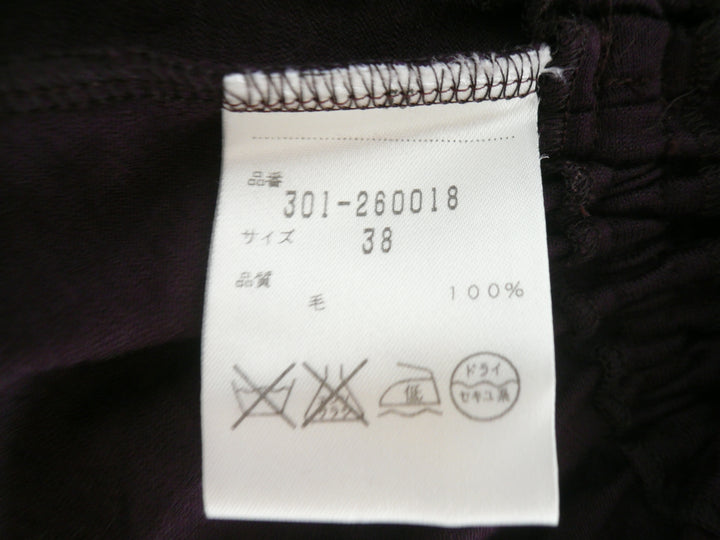 品番
301-260018
サイズ 38
品質
毛 100%
低
ドライ
セキユ系